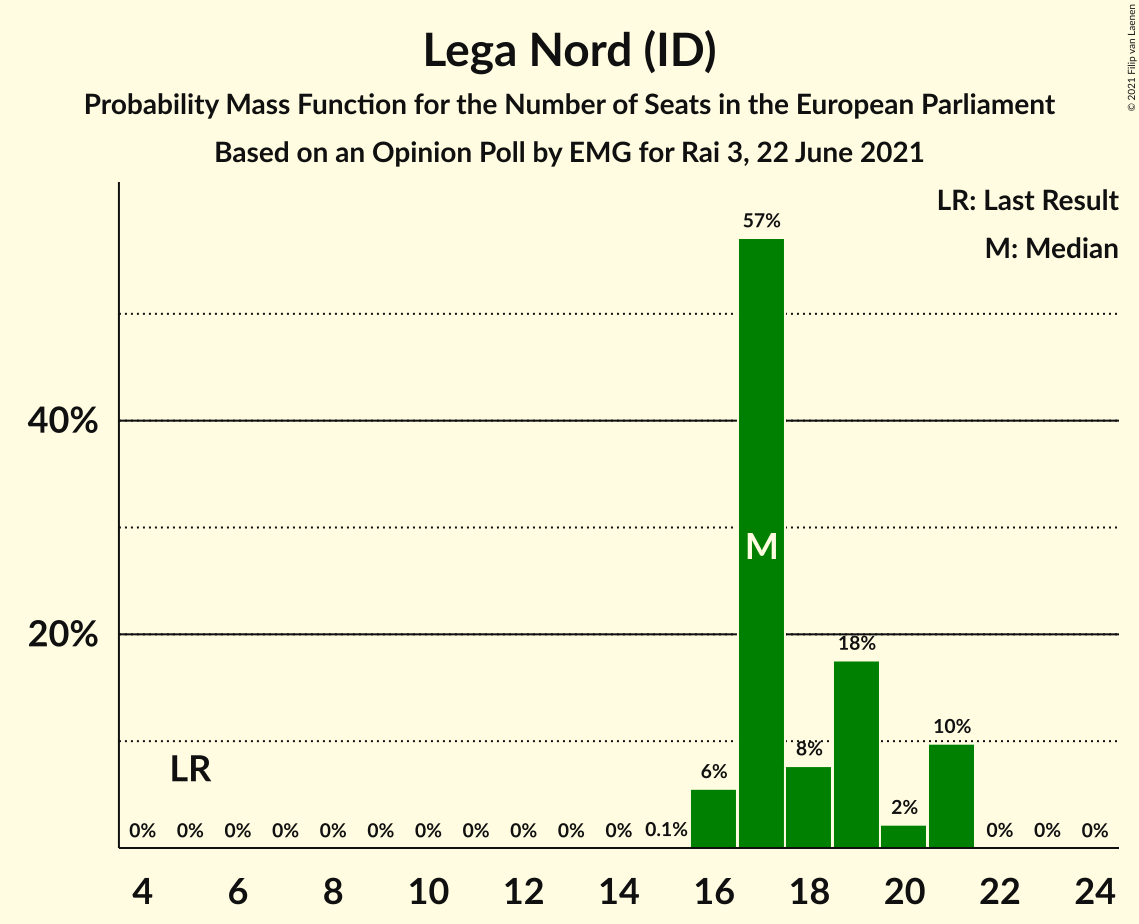 Lega Nord (ID)
Probability Mass Function for the Number of Seats in the European Parliament
Based on an Opinion Poll by EMG for Rai 3, 22 June 2021
© 2021 Filip van Laenen
LR: Last Result
M: Median
57%
40%
M
20%
18%
10%
8%
LR
6%
2%
0% 0% 0% 0% 0% 0% 0% 0% 0% 0% 0% 0.1% 0% 0% 0%
4 6 8 10 12 14 16 18 20 22 24